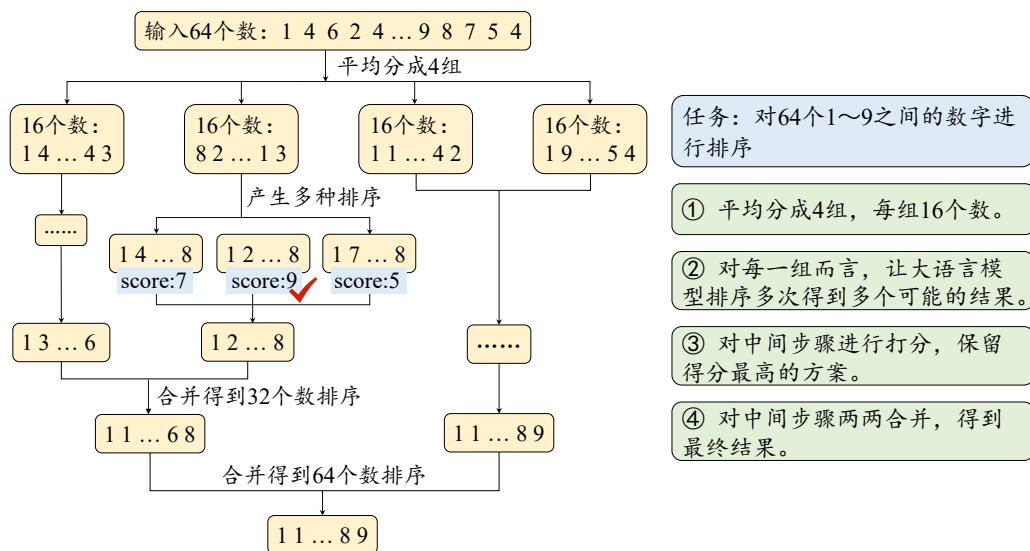 输入64个数：1 4 6 2 4 … 9 8 7 5 4
平均分成4组
16个数：
1 4 … 4 3
16个数：
8 2 … 1 3
16个数：
1 1 … 4 2
16个数：
1 9 … 5 4
产生多种排序
……
1 4 … 8
score:7
1 2 … 8
score:9
1 7 … 8
score:5
1 3 … 6
1 2 … 8
……
合并得到32个数排序
1 1 … 6 8
1 1 … 8 9
合并得到64个数排序
1 1 … 8 9
任务：对64个1～9之间的数字进
行排序
① 平均分成4组，每组16个数。
② 对每一组而言，让大语言模
型排序多次得到多个可能的结果。
③ 对中间步骤进行打分，保留
得分最高的方案。
④ 对中间步骤两两合并，得到
最终结果。